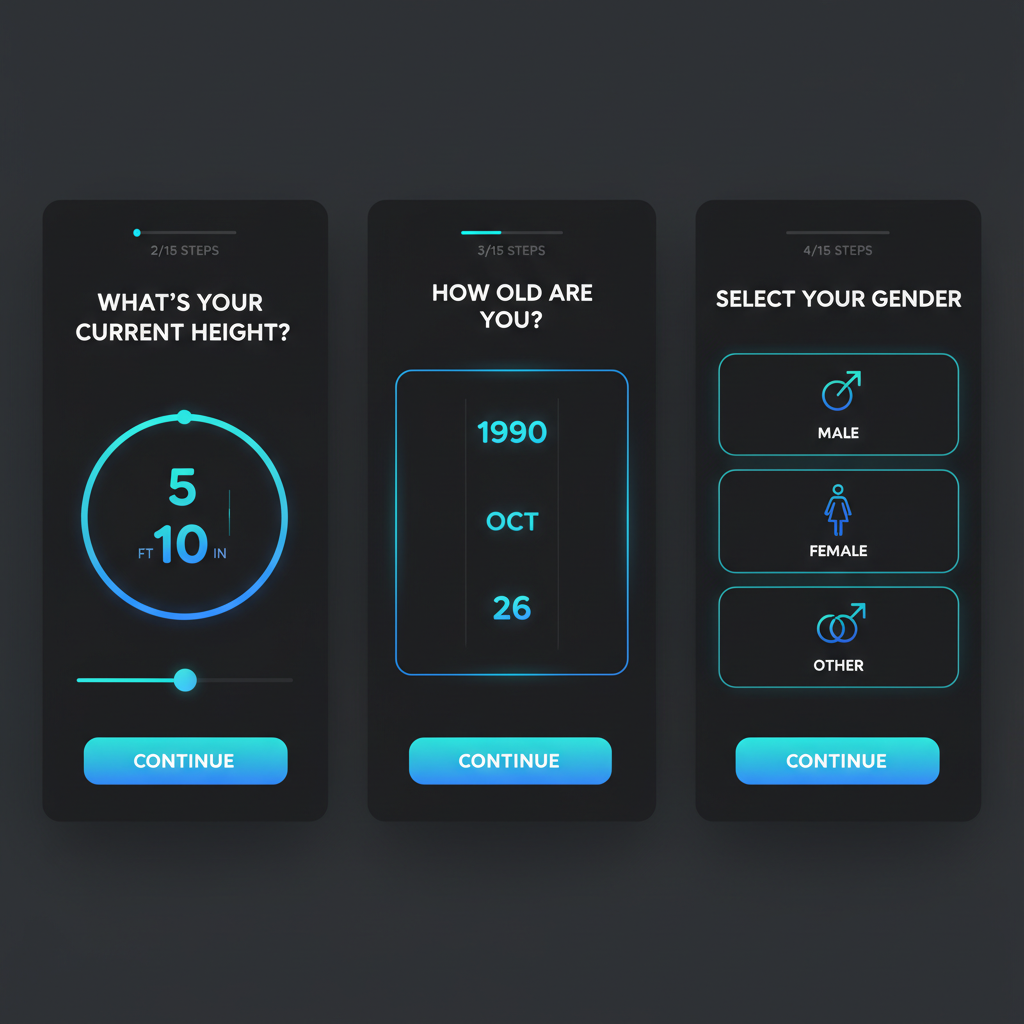 2/15 STEPS
WHAT'S YOUR
CURRENT HEIGHT?
5
FT 10 IN
CONTINUE
3/15 STEPS
HOW OLD ARE
YOU?
1990
OCT
26
CONTINUE
4/15 STEPS
SELECT YOUR GENDER
MALE
FEMALE
OTHER
CONTINUE